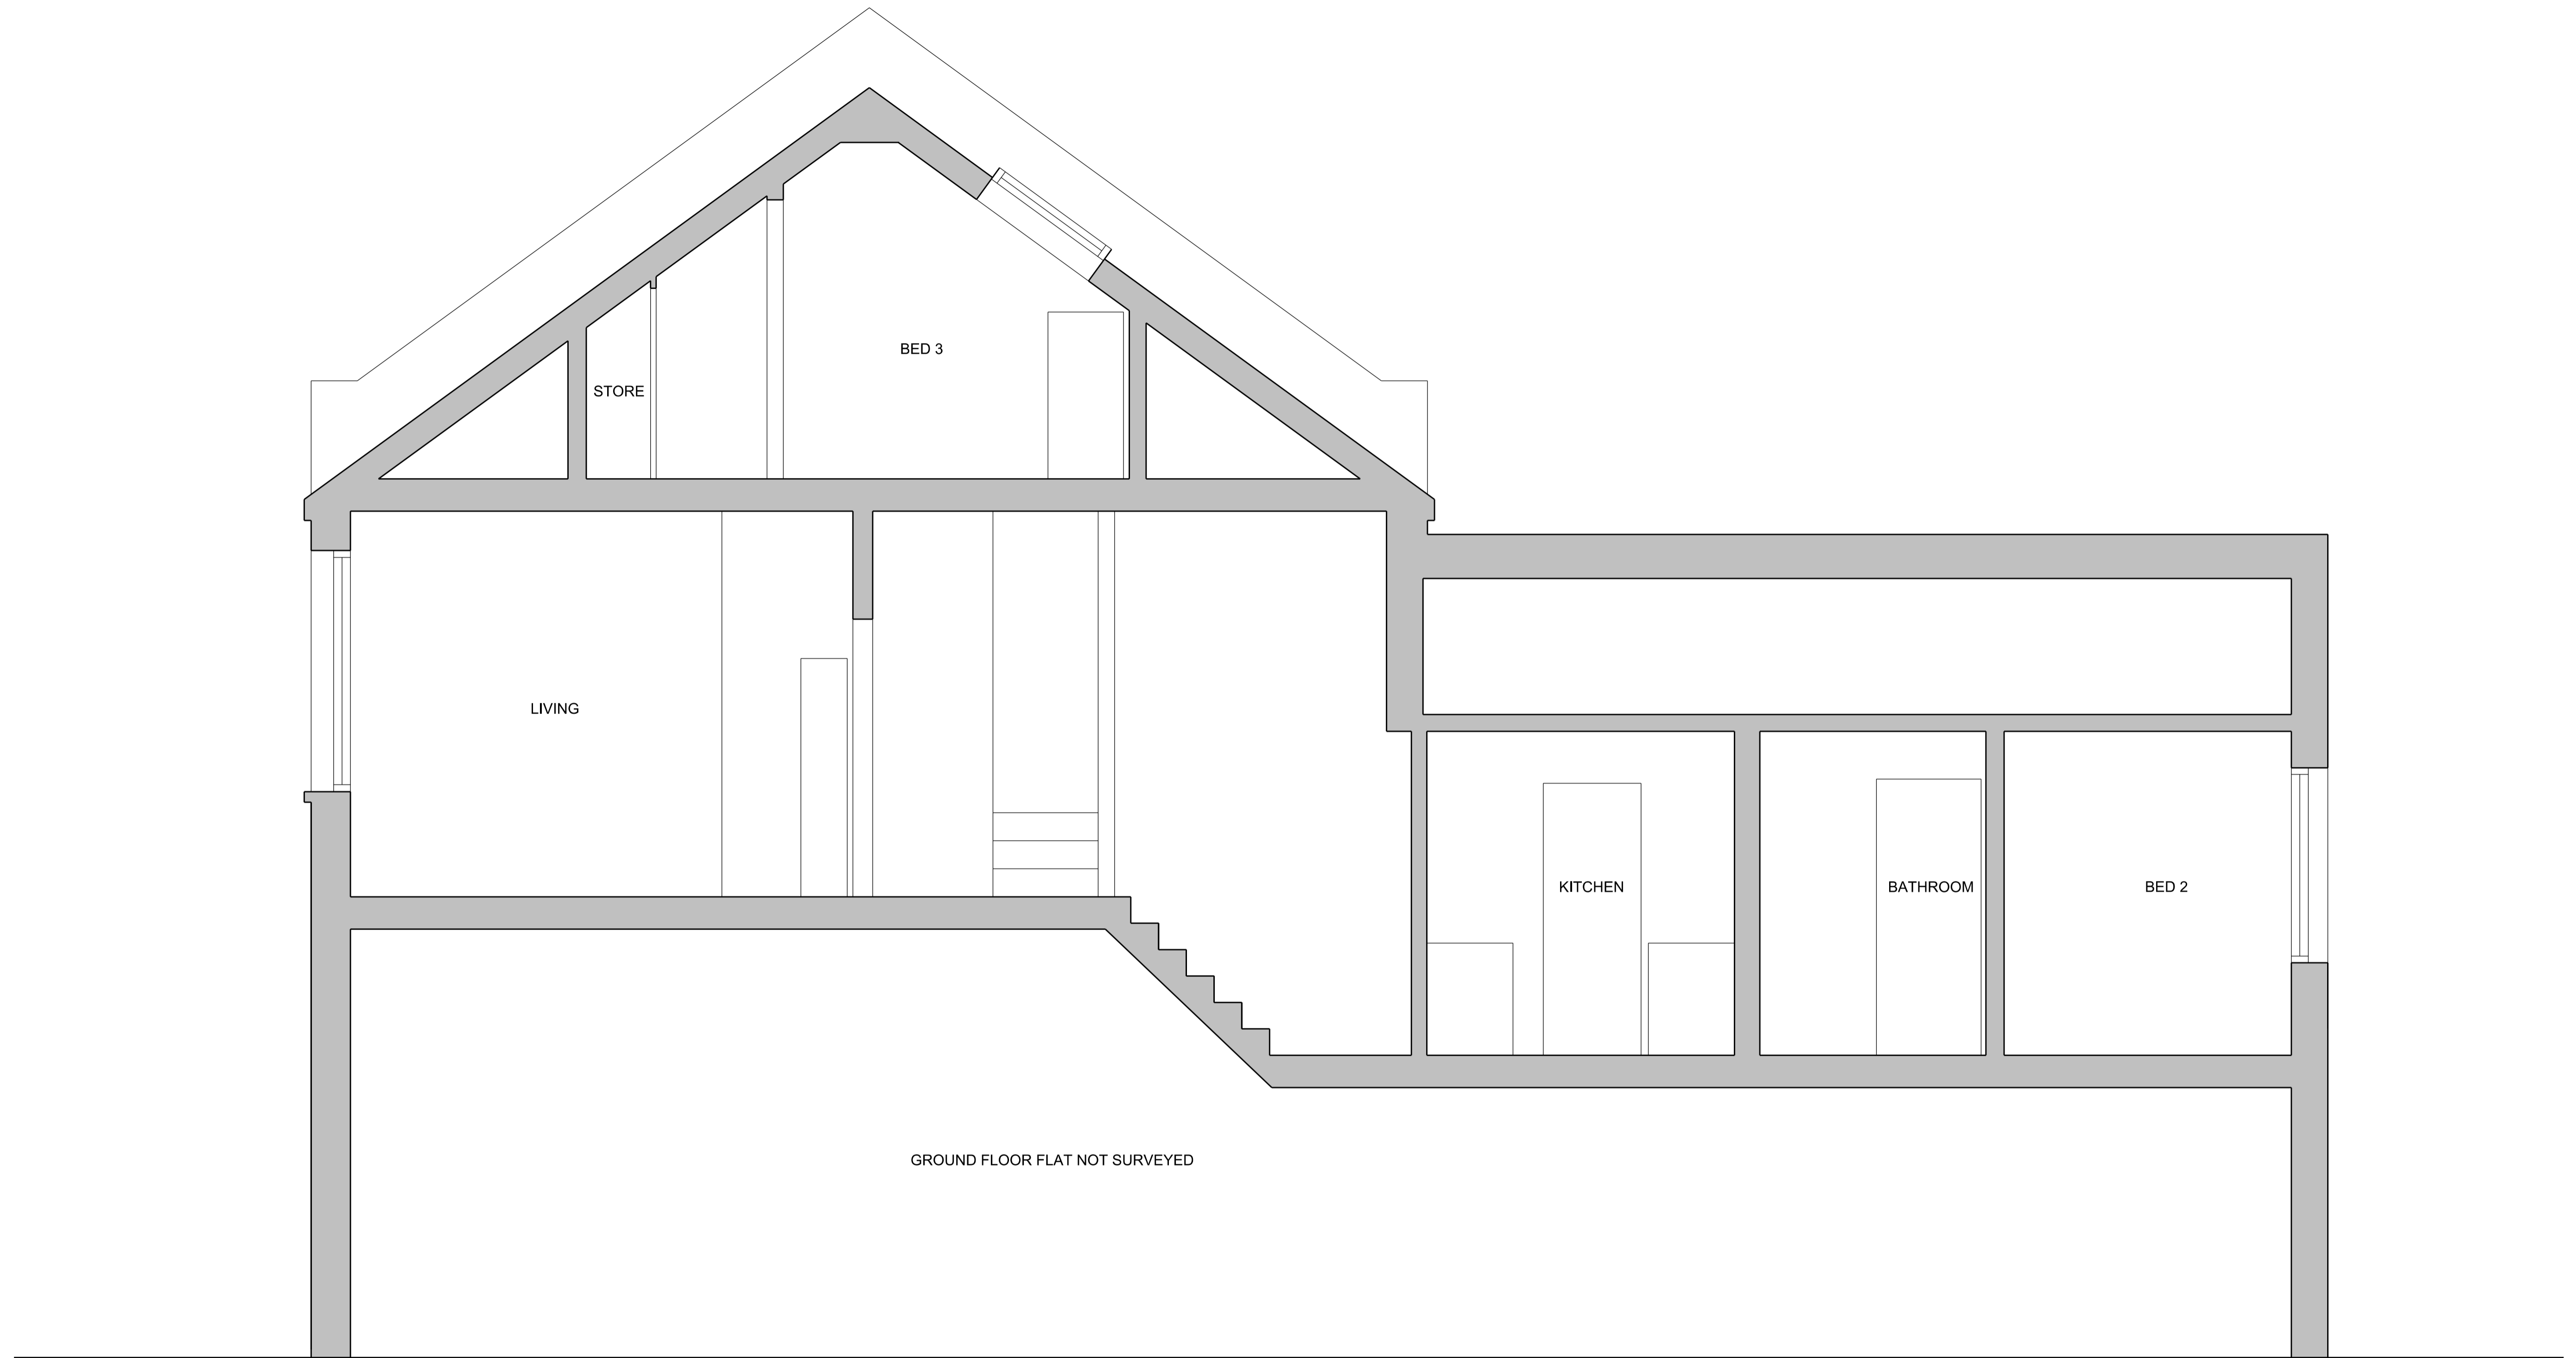 BED 3
STORE
LIVING
KITCHEN
BATHROOM
BED 2
GROUND FLOOR FLAT NOT SURVEYED